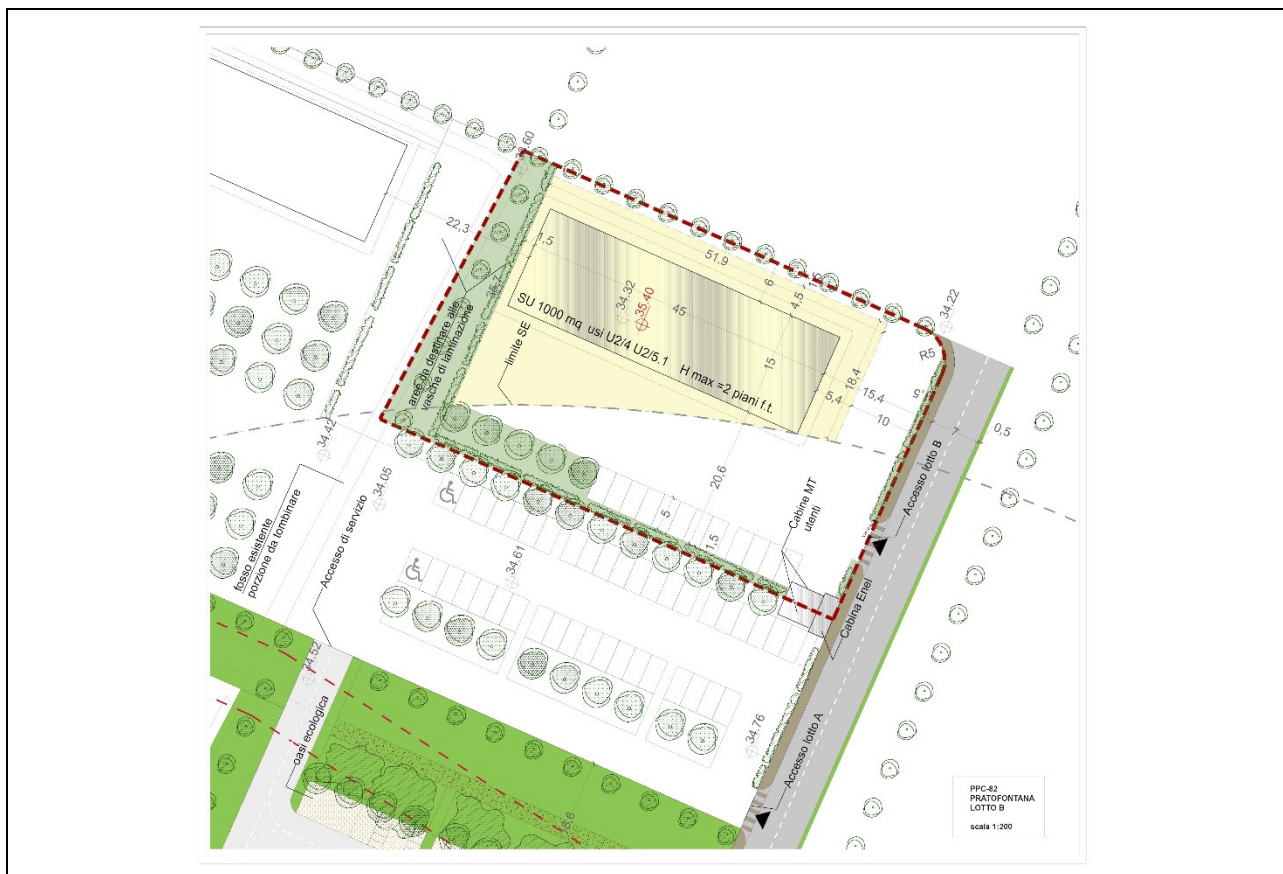 22,3
1,5
51,9
6
4,5
34.22
R5
34.32
35.40
45
SU 1000 mq usi U2/4 U2/5.1
H max =2 piani f.t.
15
18,4
5,4
15,4
10
5
0,5
aree da destinare alle
vasche di laminazione
limite SE
34.42
34.05
20,6
fosso esistente
porzione da tombinare
Accesso di servizio
5
1,5
34.61
Cabine MT
utenti
Accesso lotto B
Cabina Enel
34.52
oasi ecologica
34.76
Accesso lotto A
PPC-82
PRATOFONTANA
LOTTO B
scala 1:200